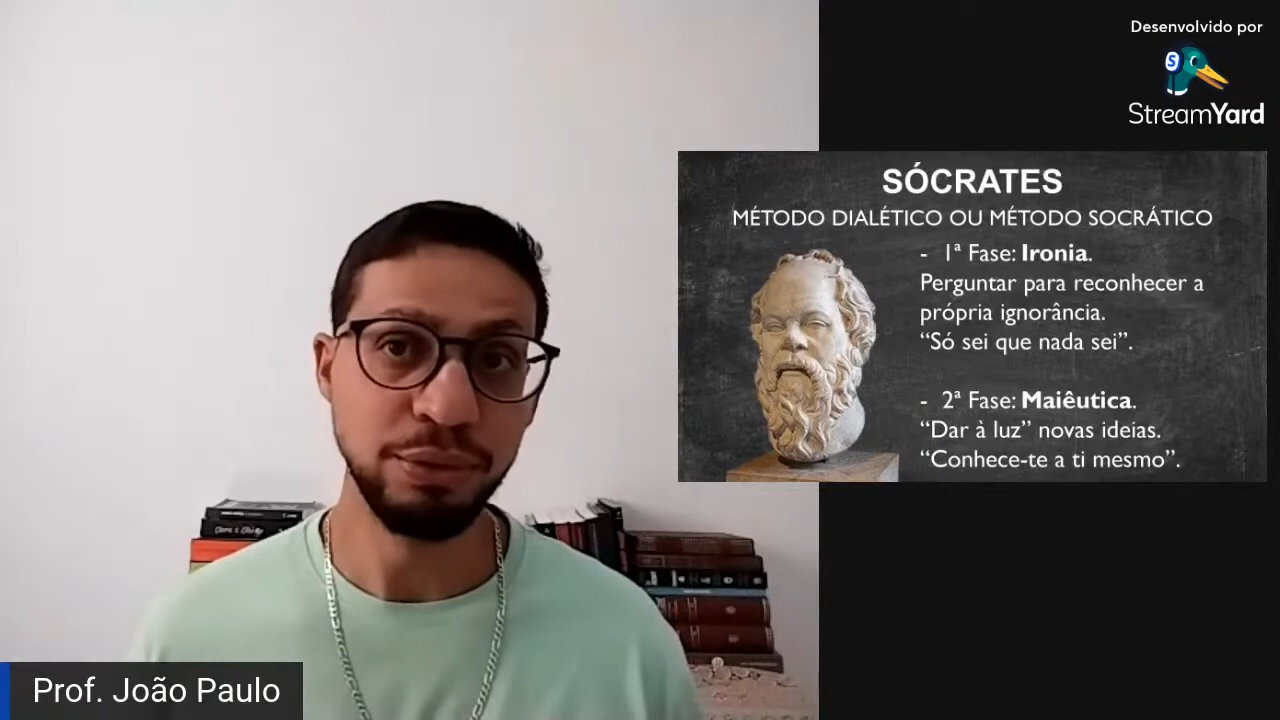 Desenvolvido por
StreamYard
SÓCRATES
MÉTODO DIALÉTICO OU MÉTODO SOCRÁTICO
- 1ª Fase: Ironia.
Perguntar para reconhecer a
própria ignorância.
“Só sei que nada sei”.
- 2ª Fase: Maiêutica.
“Dar à luz” novas ideias.
“Conhece-te a ti mesmo”.
Prof. João Paulo